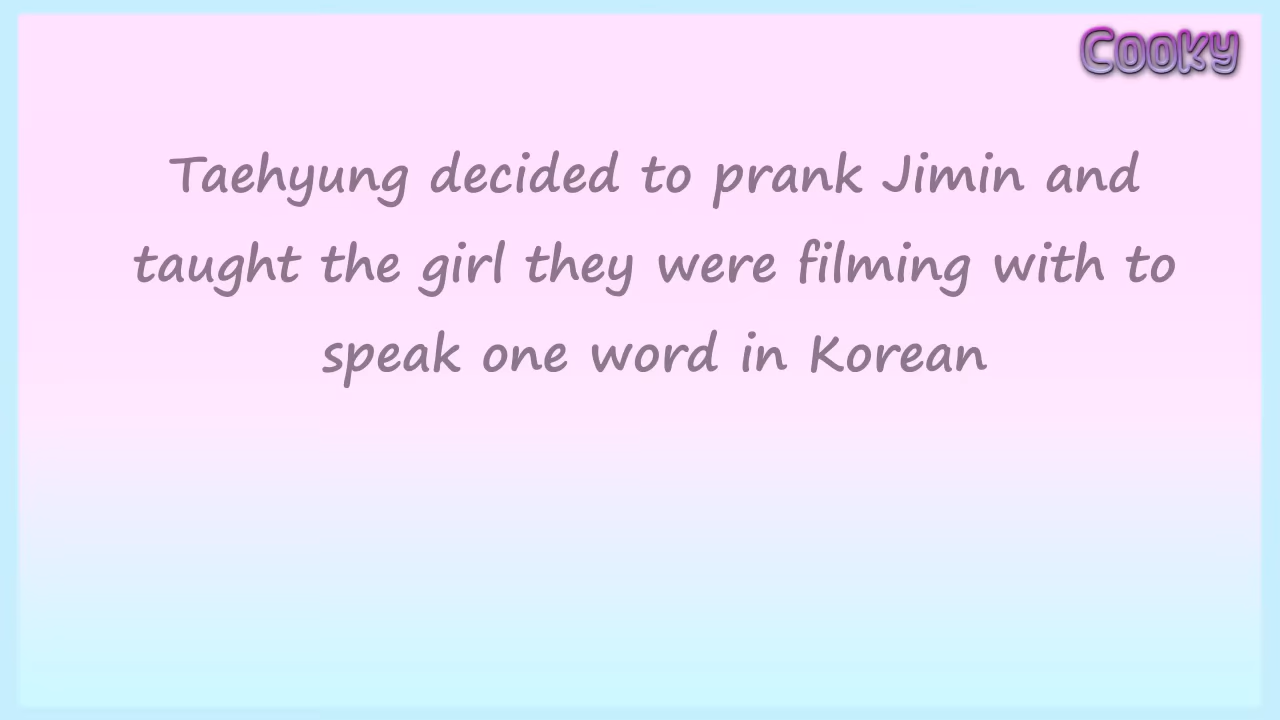 Cooky
Taehyung decided to prank Jimin and
taught the girl they were filming with to
speak one word in Korean